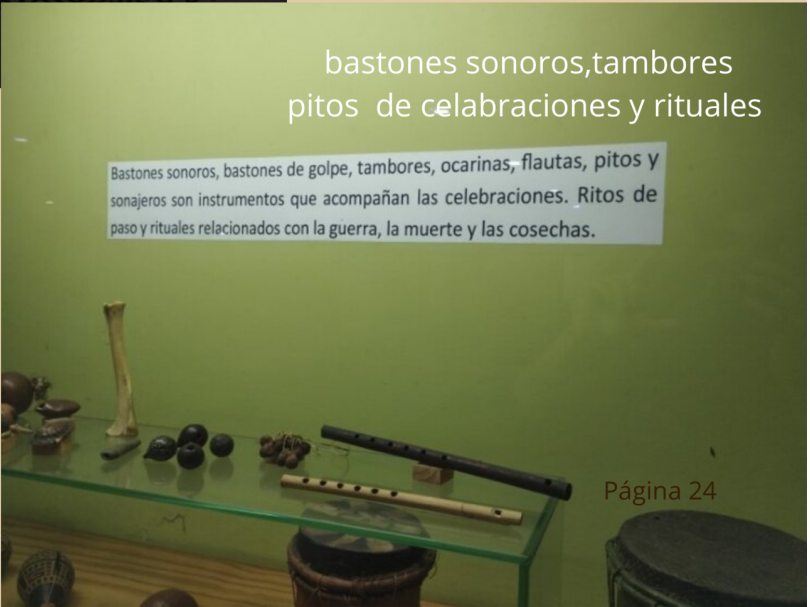 bastones sonoros,tambores
pitos de celabraciones y rituales
Bastones sonoros, bastones de golpe, tambores, ocarinas, flautas, pitos y
sonajeros son instrumentos que acompañan las celebraciones. Ritos de
paso y rituales relacionados con la guerra, la muerte y las cosechas.
Página 24